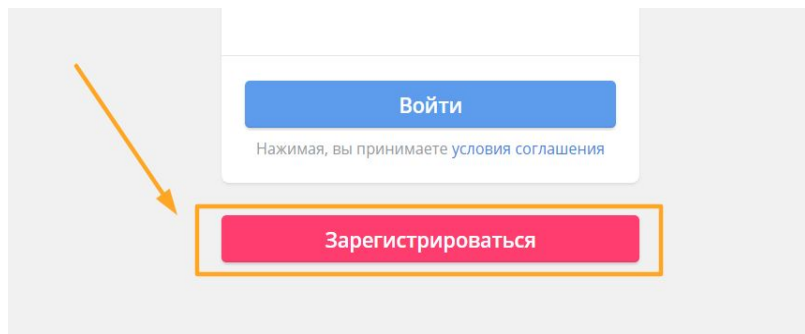 Войти
Нажимая, вы принимаете условия соглашения
Зарегистрироваться